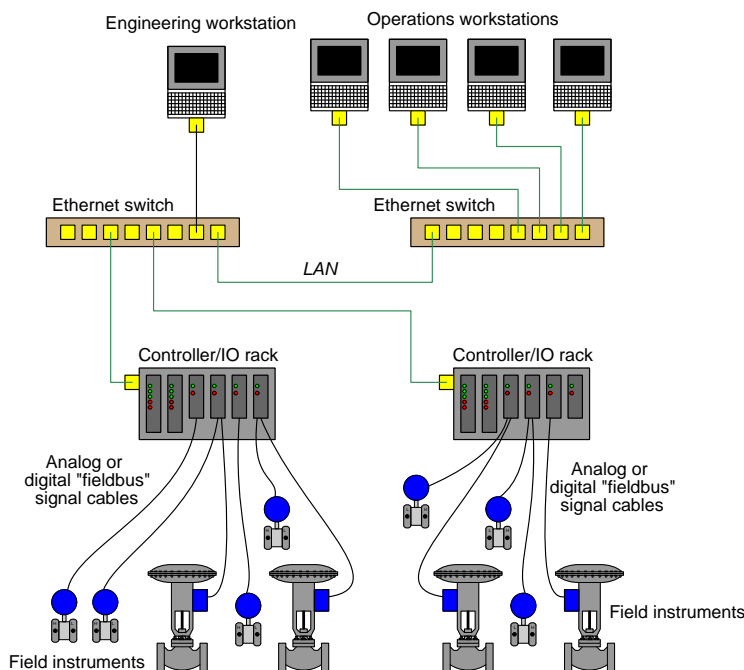 Engineering workstation
Operations workstations
Ethernet switch
Ethernet switch
LAN
Controller/IO rack
Controller/IO rack
Analog or
digital "fieldbus"
signal cables
Analog or
digital "fieldbus"
signal cables
Field instruments
Field instruments